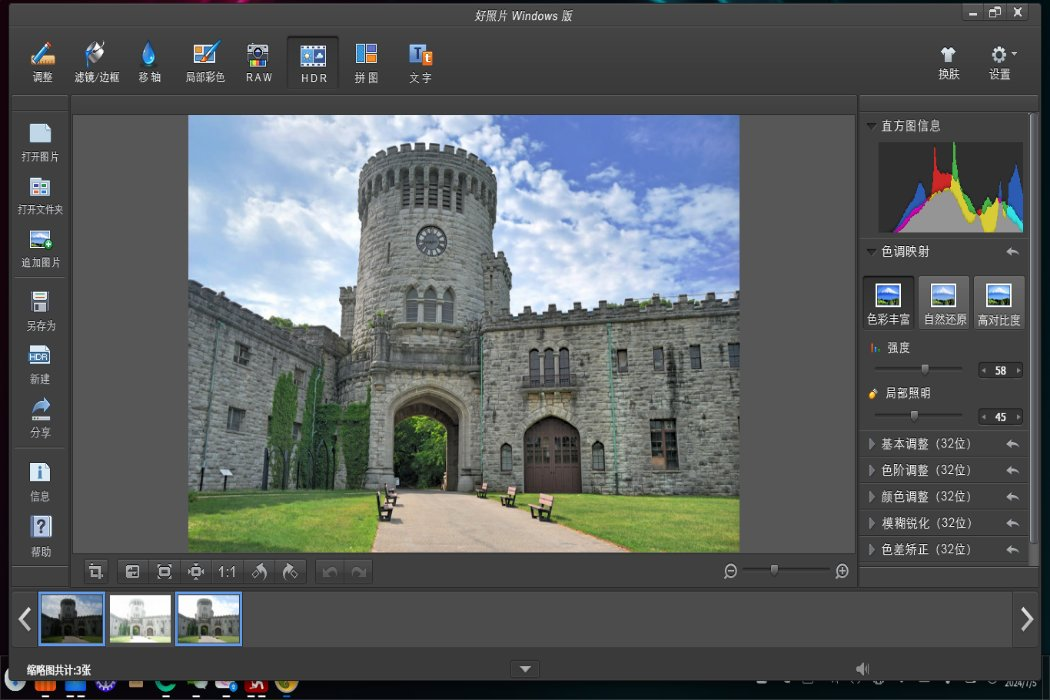 好照片 Windows 版
调整
滤镜/边框
移轴
局部彩色
RAW
HDR
拼图
文字
换肤
设置
打开图片
打开文件夹
追加图片
另存为
HDR
新建
分享
信息
帮助
直方图信息
色调映射
色彩丰富
自然还原
高对比度
强度
58
局部照明
45
基本调整 (32位)
色阶调整 (32位)
颜色调整 (32位)
模糊锐化 (32位)
色差矫正 (32位)
1:1
缩略图共计:3张
2024/7/5